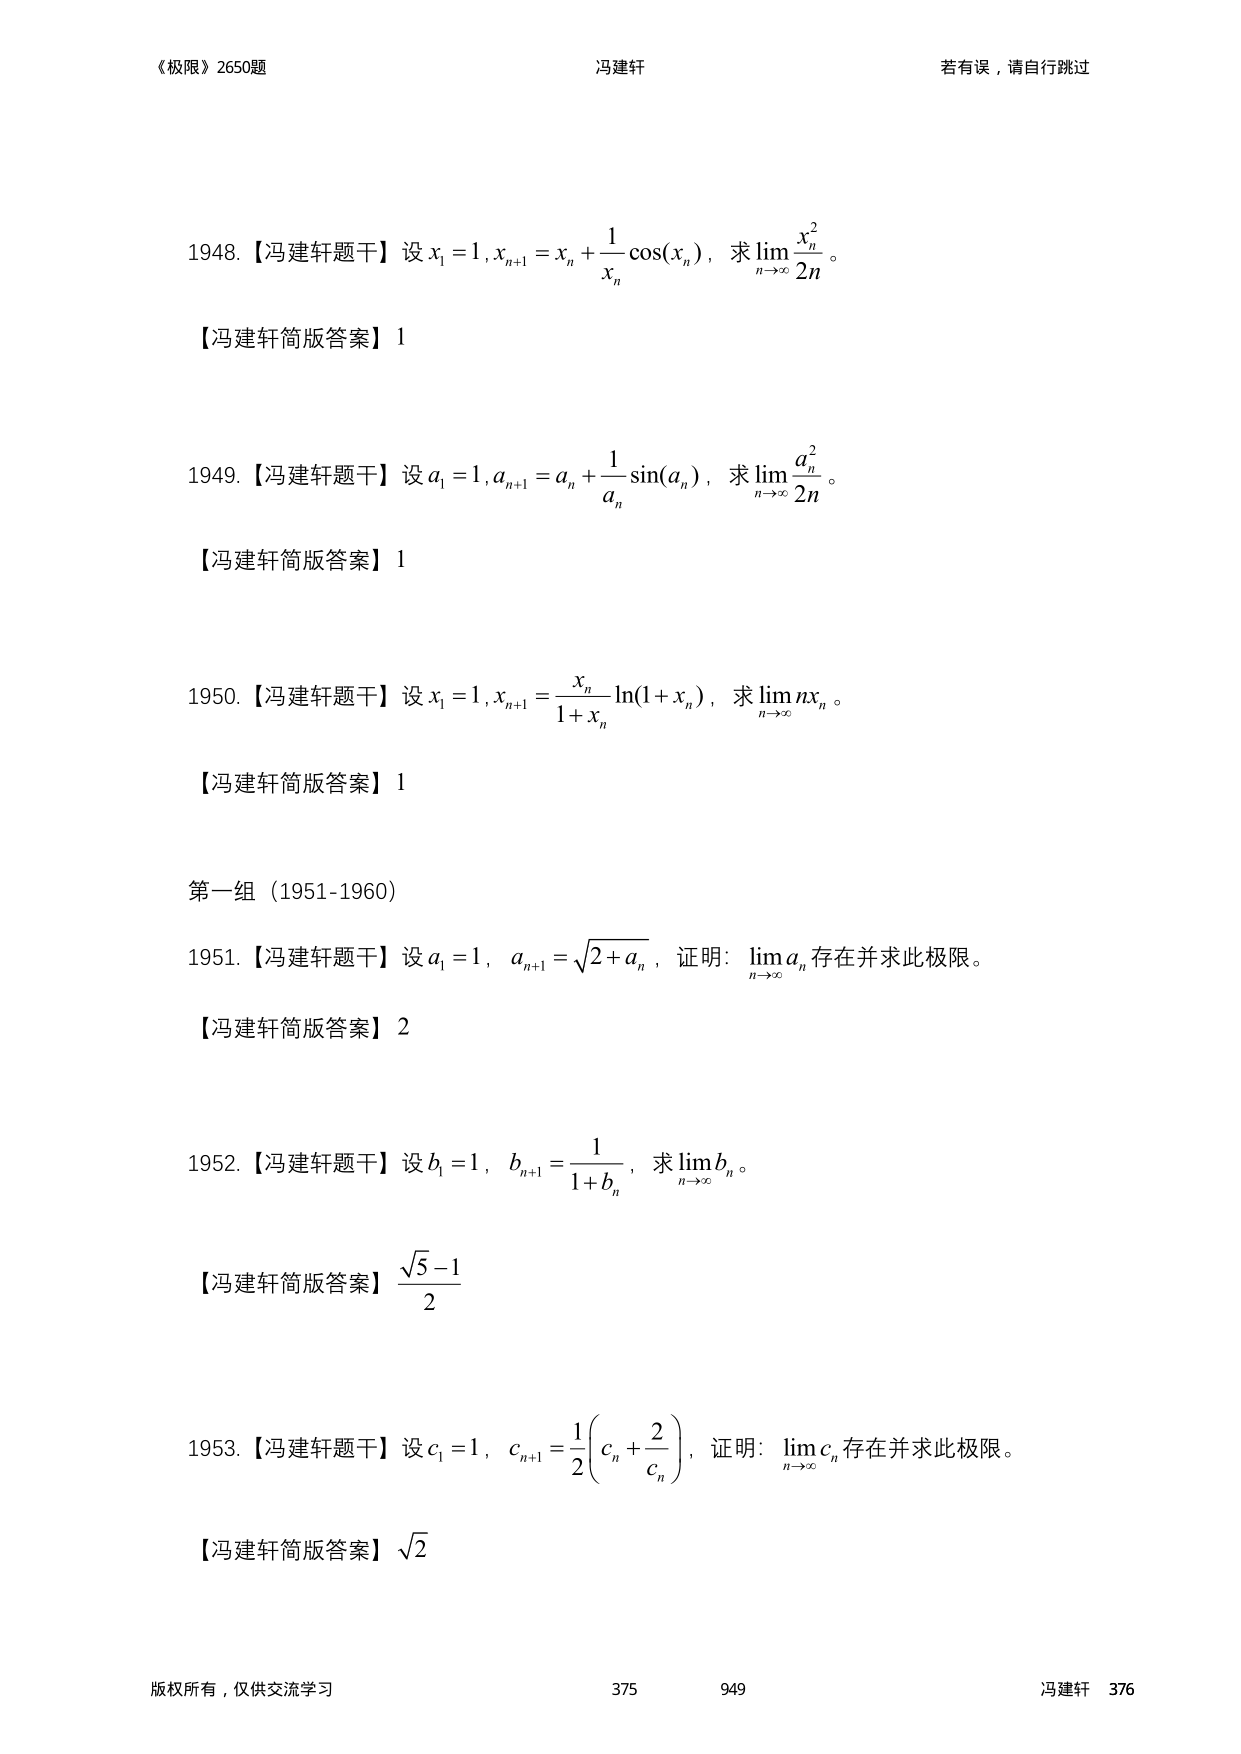 《极限》2650题 冯建轩 若有误，请自行跳过
1948.【冯建轩题干】设 $x_1=1, x_{n+1}=x_n+\frac{1}{x_n}\cos(x_n)$，求 $\lim_{n\to\infty}\frac{x_n^2}{2n}$。
【冯建轩简版答案】1
1949.【冯建轩题干】设 $a_1=1, a_{n+1}=a_n+\frac{1}{a_n}\sin(a_n)$，求 $\lim_{n\to\infty}\frac{a_n^2}{2n}$。
【冯建轩简版答案】1
1950.【冯建轩题干】设 $x_1=1, x_{n+1}=\frac{x_n}{1+x_n}\ln(1+x_n)$，求 $\lim_{n\to\infty}nx_n$。
【冯建轩简版答案】1
第一组（1951-1960）
1951.【冯建轩题干】设 $a_1=1$，$a_{n+1}=\sqrt{2+a_n}$，证明：$\lim_{n\to\infty}a_n$ 存在并求此极限。
【冯建轩简版答案】2
1952.【冯建轩题干】设 $b_1=1$，$b_{n+1}=\frac{1}{1+b_n}$，求 $\lim_{n\to\infty}b_n$。
【冯建轩简版答案】$\frac{\sqrt{5}-1}{2}$
1953.【冯建轩题干】设 $c_1=1$，$c_{n+1}=\frac{1}{2}\left(c_n+\frac{2}{c_n}\right)$，证明：$\lim_{n\to\infty}c_n$ 存在并求此极限。
【冯建轩简版答案】$\sqrt{2}$
版权所有，仅供交流学习 375 949 冯建轩 376